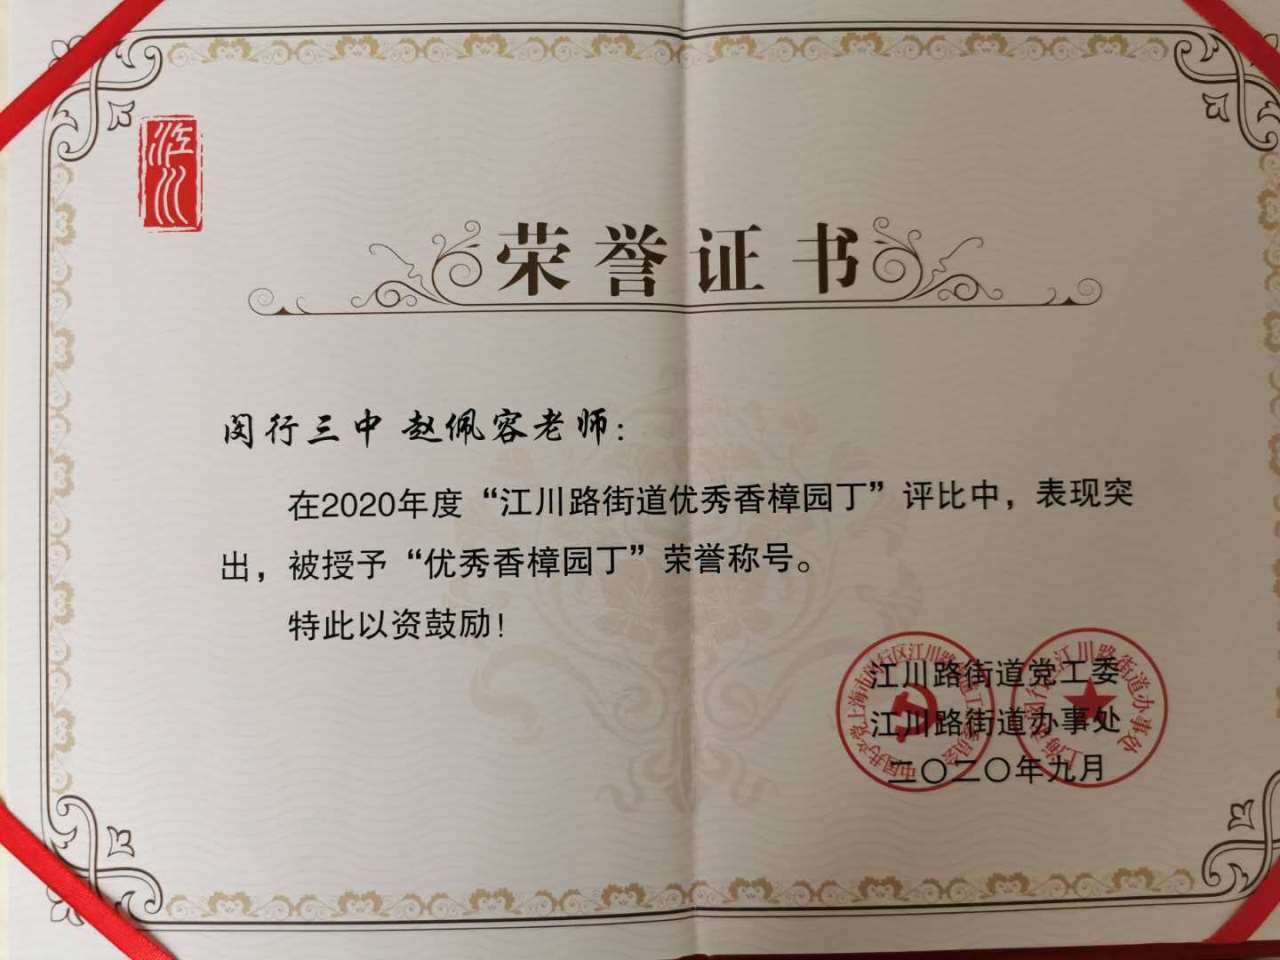 江川
荣誉证书
闵行三中 赵佩容老师：
在2020年度“江川路街道优秀香樟园丁”评比中，表现突
出，被授予“优秀香樟园丁”荣誉称号。
特此以资鼓励！
江川路街道党工委
江川路街道办事处
二〇二〇年九月